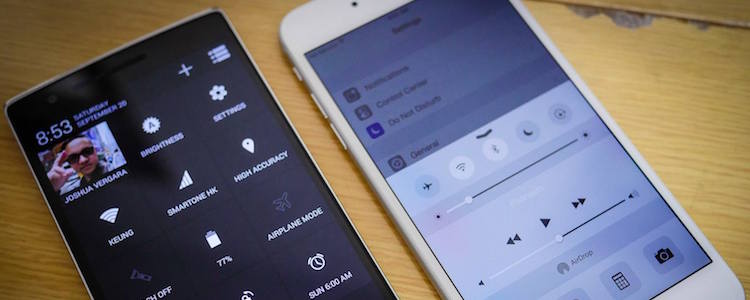 8:53
SATURDAY
SEPTEMBER 20
JOSHUA VERGARA
BRIGHTNESS
SETTINGS
KEUNG
SMARTONE HK
HIGH ACCURACY
77%
AIRPLANE MODE
SUN 6:00 AM
Settings
Notifications
Control Center
Do Not Disturb
General
AirDrop